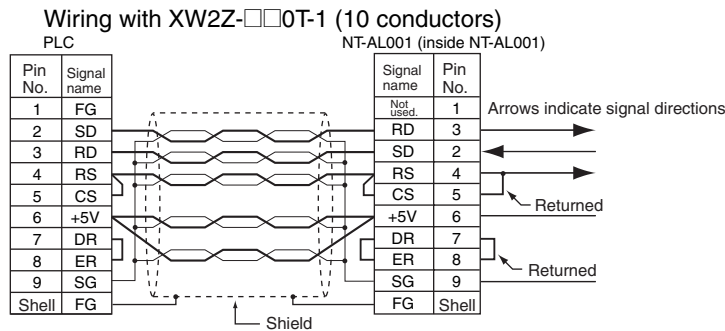 Wiring with XW2Z-□□0T-1 (10 conductors)
PLC
NT-AL001 (inside NT-AL001)
Pin No. Signal name
Signal name Pin No.
1 FG
Not used. 1
Arrows indicate signal directions
2 SD
RD 3
3 RD
SD 2
4 RS
RS 4
5 CS
CS 5
Returned
6 +5V
+5V 6
7 DR
DR 7
8 ER
ER 8
Returned
9 SG
SG 9
Shell FG
FG Shell
Shield